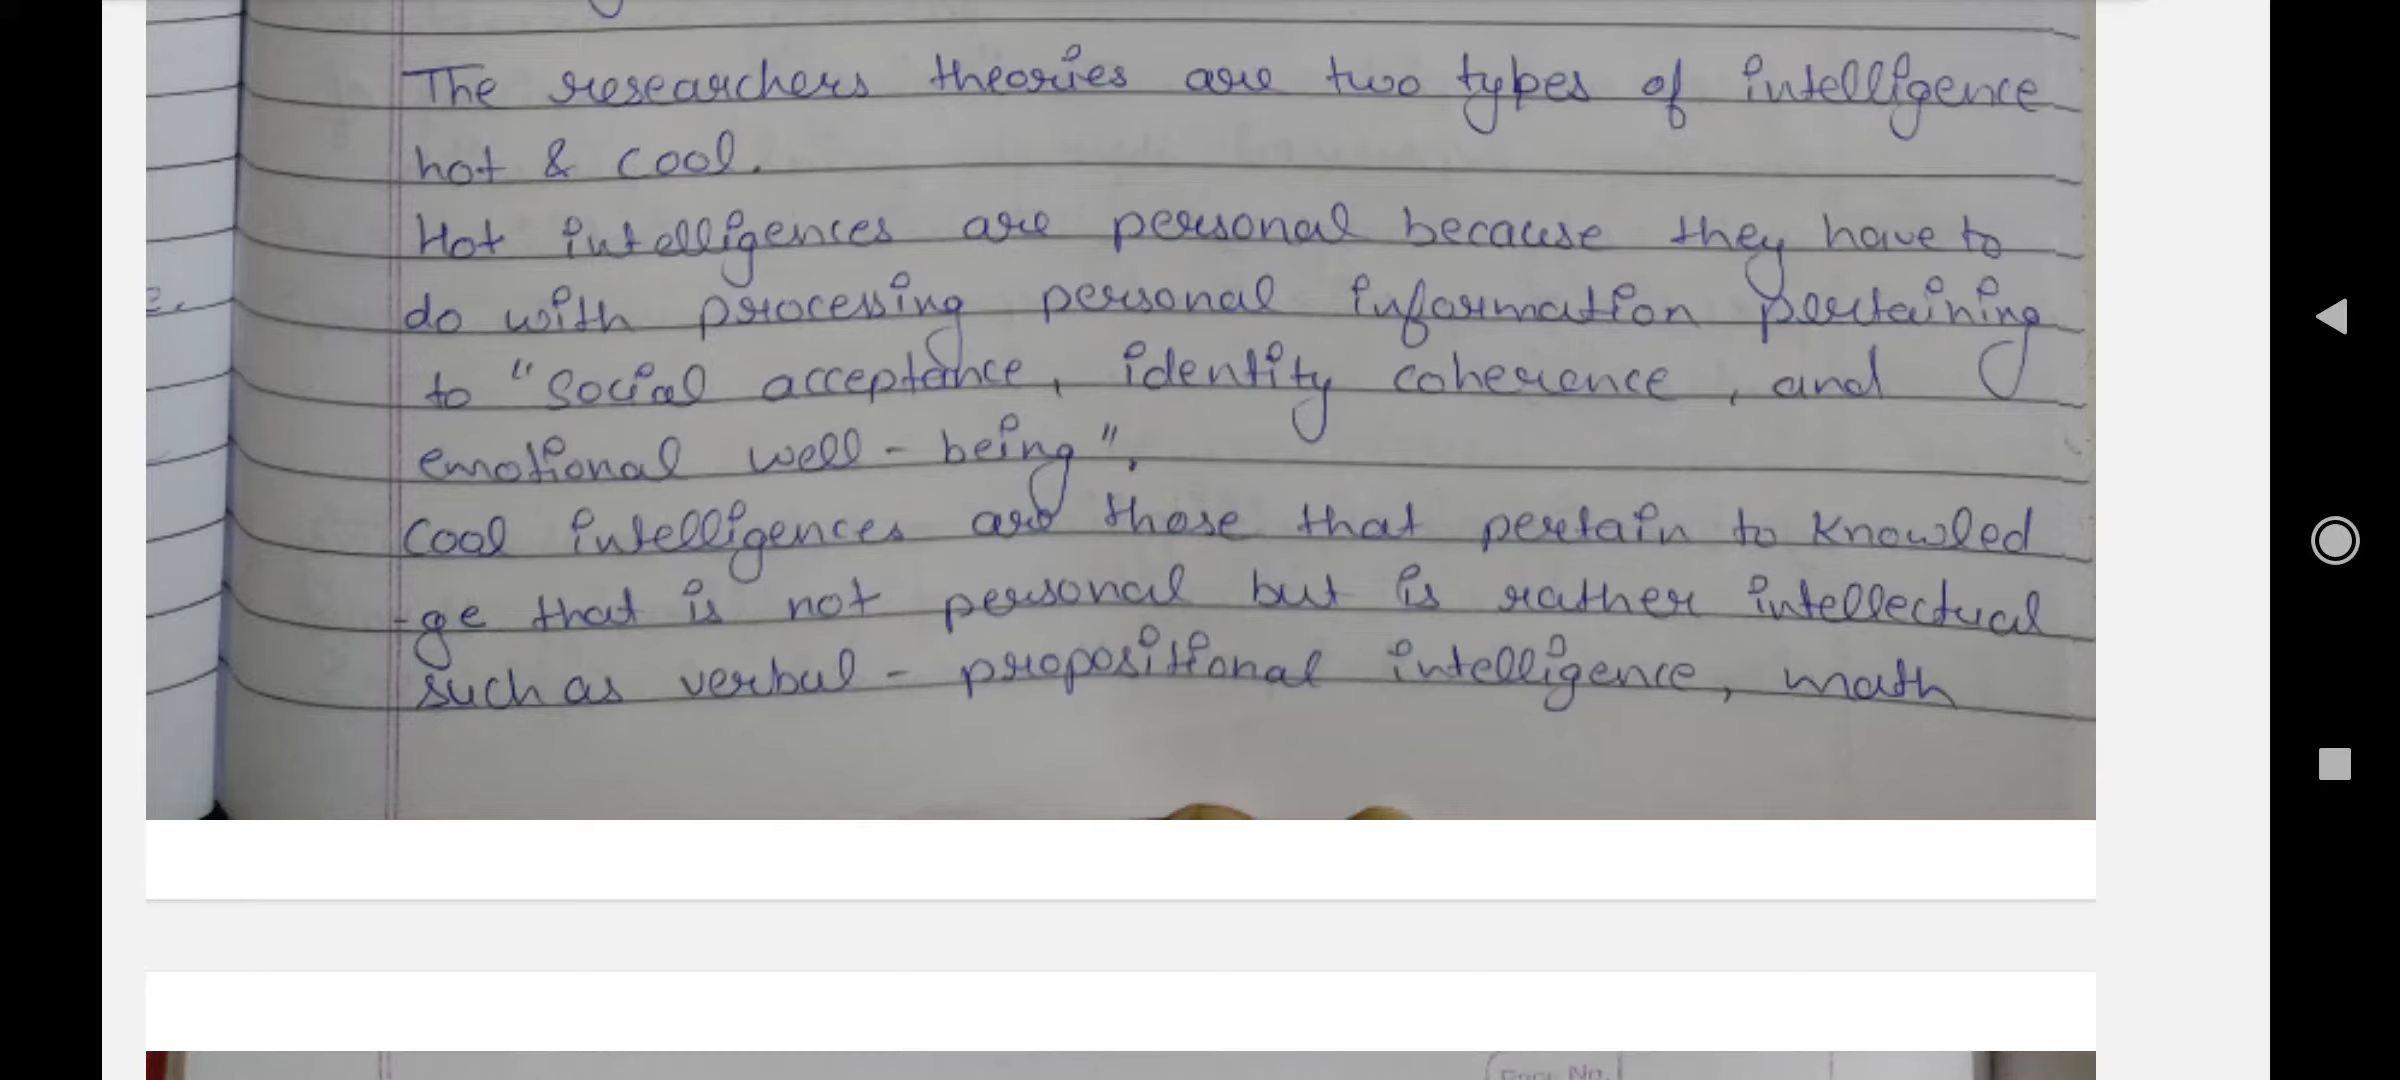 The researchers theories are two types of intelligence
hot & cool.
Hot intelligences are personal because they have to
do with processing personal information pertaining
to "Social acceptance, identity coherence, and
emotional well-being".
Cool intelligences are those that pertain to knowled
-ge that is not personal but is rather intellectual
such as verbal - propositional intelligence, math